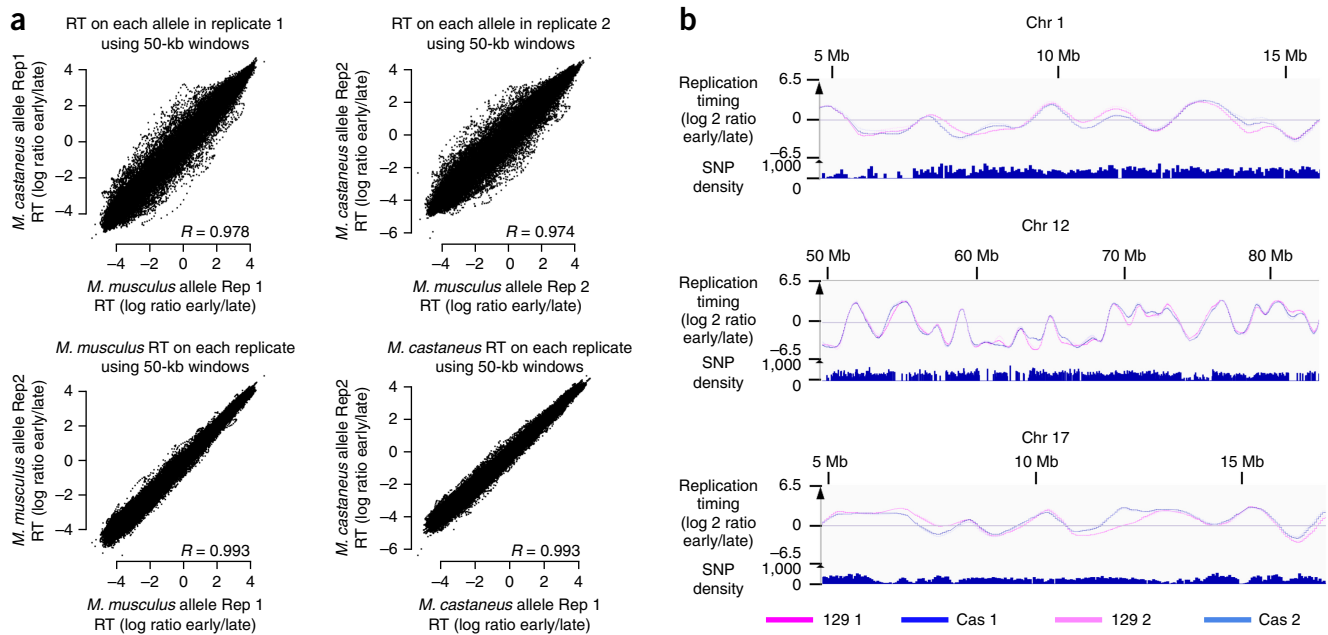 a
RT on each allele in replicate 1
using 50-kb windows
M. castaneus allele Rep1
RT (log ratio early/late)
4
2
0
−2
−4
R = 0.978
−4 −2 0 2 4
M. musculus allele Rep 1
RT (log ratio early/late)
RT on each allele in replicate 2
using 50-kb windows
M. castaneus allele Rep2
RT (log ratio early/late)
4
2
0
−2
−4
−6
R = 0.974
−4 −2 0 2 4
M. musculus allele Rep 2
RT (log ratio early/late)
M. musculus RT on each replicate
using 50-kb windows
M. musculus allele Rep2
RT (log ratio early/late)
4
2
0
−2
−4
R = 0.993
−4 −2 0 2 4
M. musculus allele Rep 1
RT (log ratio early/late)
M. castaneus RT on each replicate
using 50-kb windows
M. castaneus allele Rep2
RT (log ratio early/late)
4
2
0
−2
−4
−6
R = 0.993
−4 −2 0 2 4
M. castaneus allele Rep 1
RT (log ratio early/late)
b
Chr 1
5 Mb 10 Mb 15 Mb
Replication
timing
(log 2 ratio
early/late)
6.5
0
−6.5
SNP
density
1,000
0
Chr 12
50 Mb 60 Mb 70 Mb 80 Mb
Replication
timing
(log 2 ratio
early/late)
6.5
0
−6.5
SNP
density
1,000
0
Chr 17
5 Mb 10 Mb 15 Mb
Replication
timing
(log 2 ratio
early/late)
6.5
0
−6.5
SNP
density
1,000
0
129 1 Cas 1 129 2 Cas 2